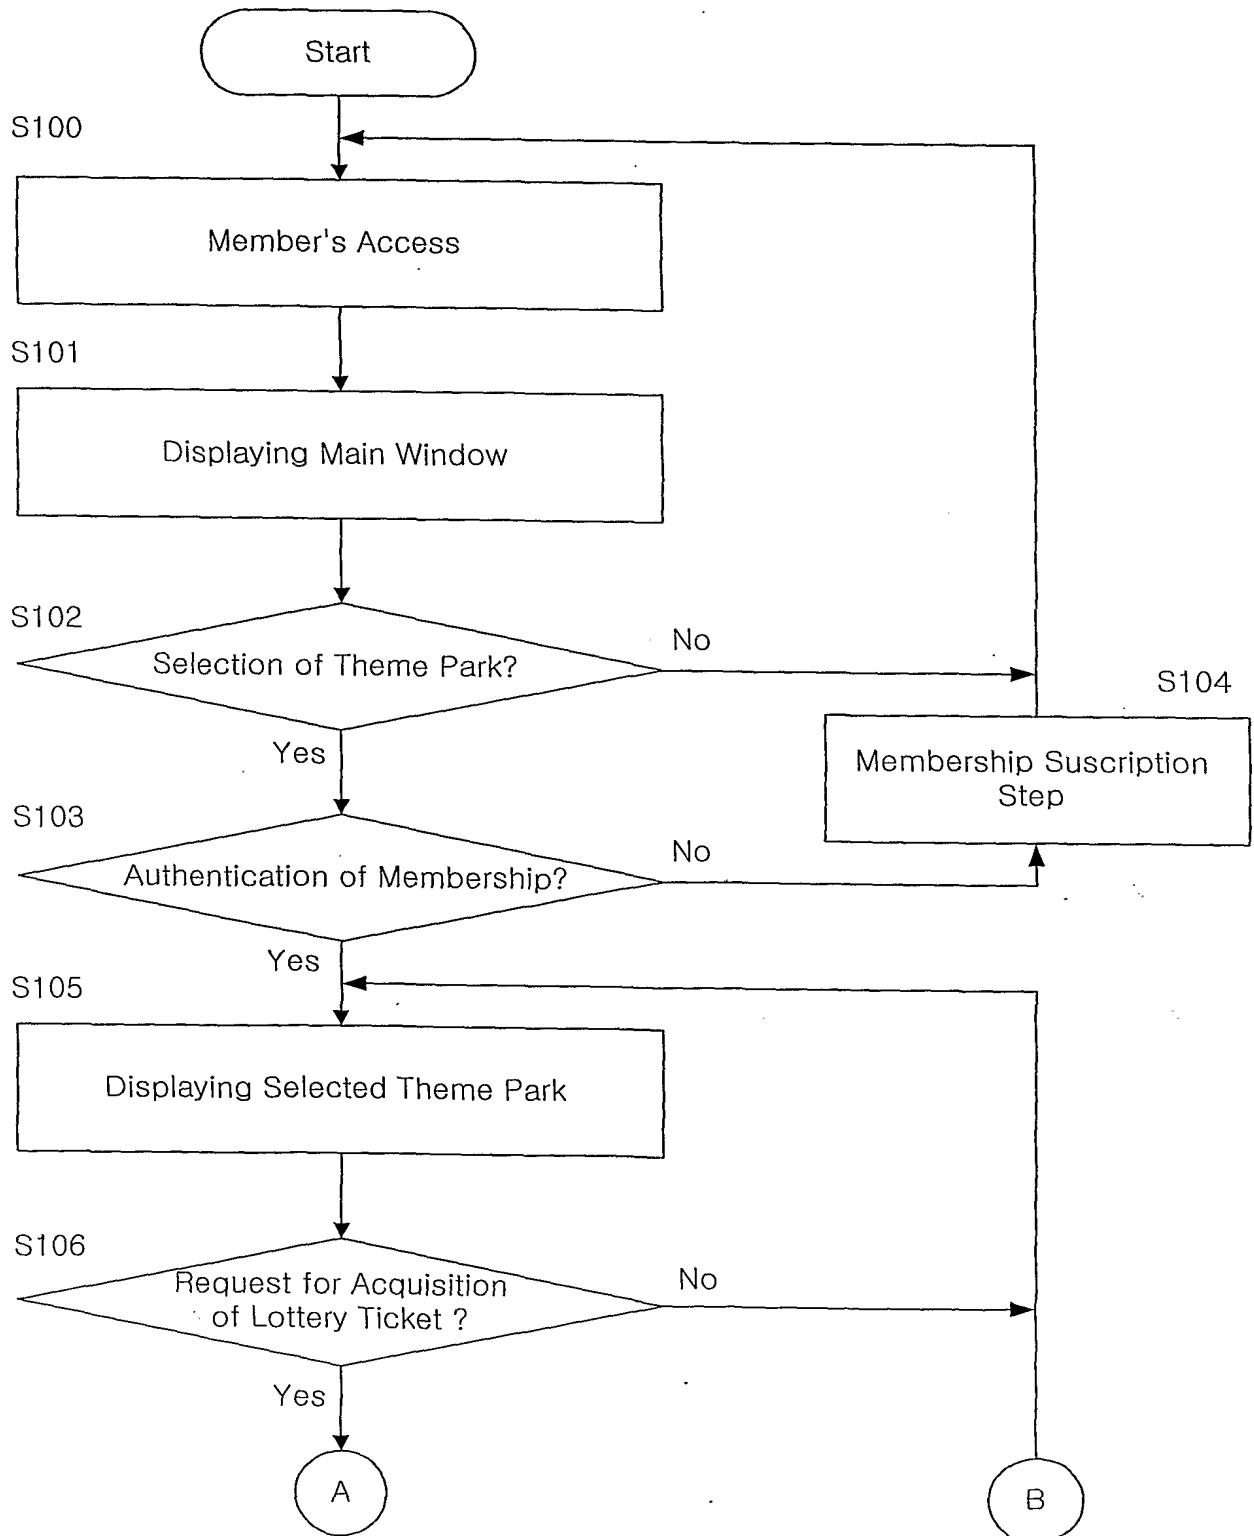 Start
S100
Member's Access
S101
Displaying Main Window
S102
Selection of Theme Park?
No
Yes
S104
Membership Suscription
Step
S103
Authentication of Membership?
No
Yes
S105
Displaying Selected Theme Park
S106
Request for Acquisition
of Lottery Ticket ?
No
Yes
A
B